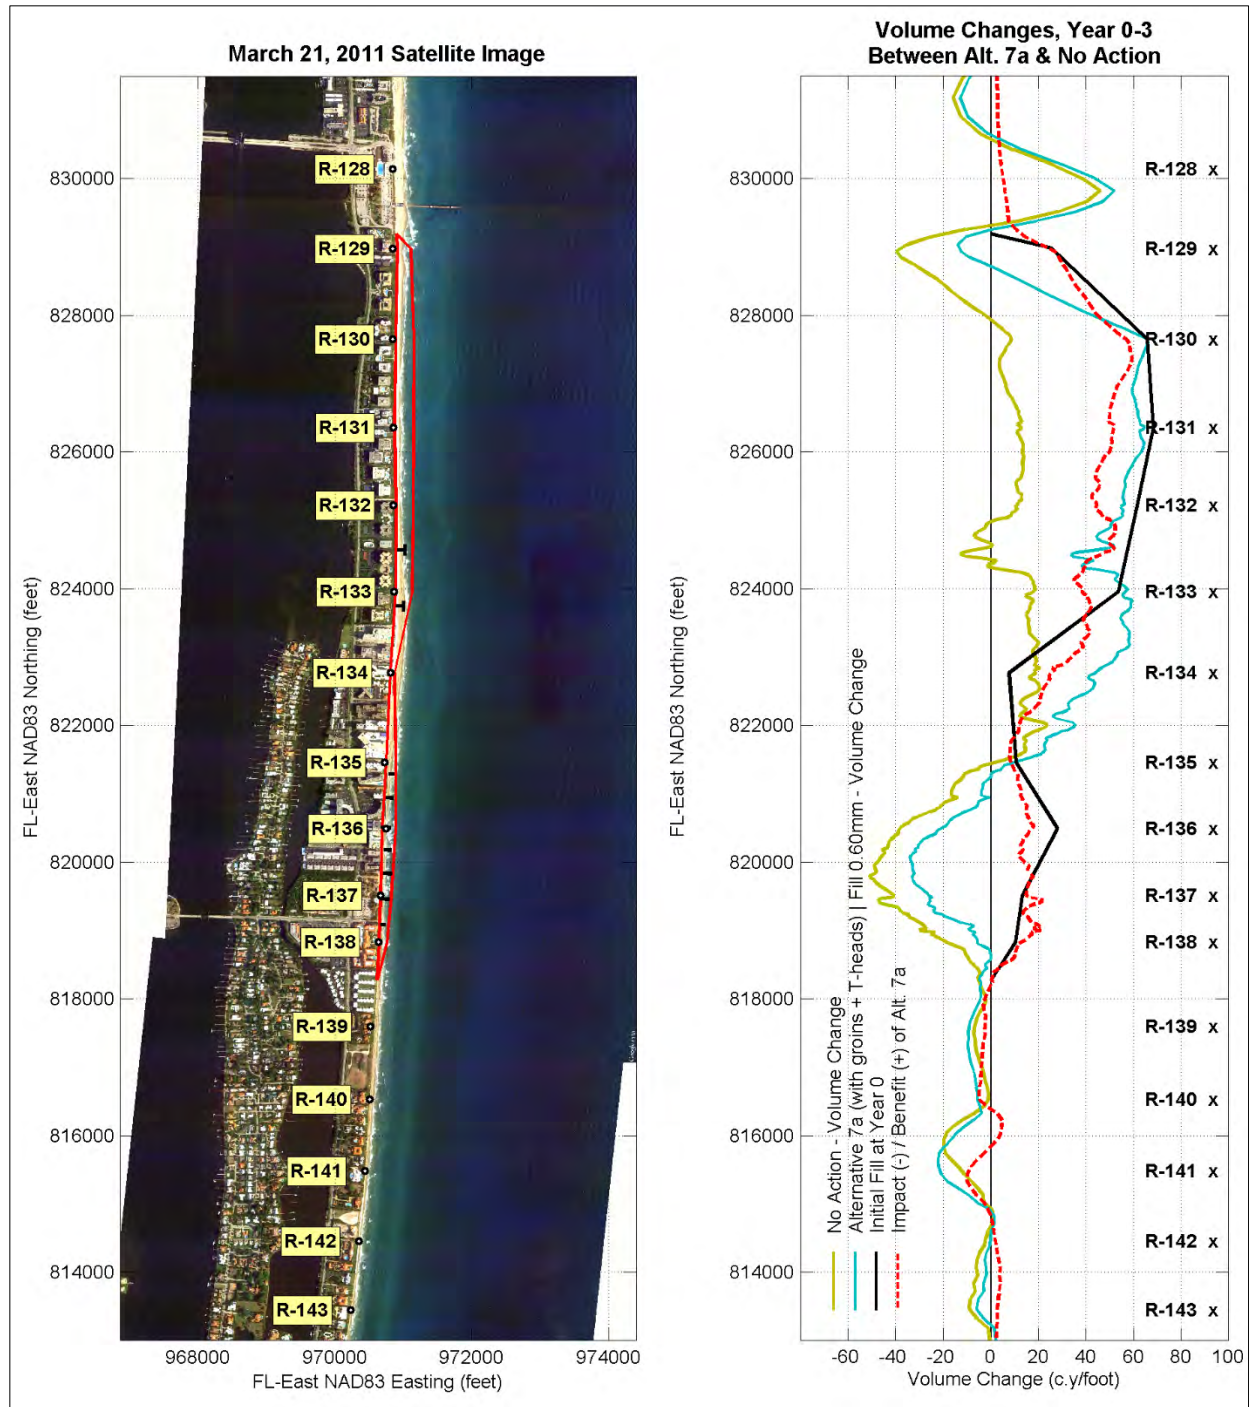 March 21, 2011 Satellite Image
830000
828000
826000
824000
822000
820000
818000
816000
814000
FL-East NAD83 Northing (feet)
R-128
R-129
R-130
R-131
R-132
R-133
R-134
R-135
R-136
R-137
R-138
R-139
R-140
R-141
R-142
R-143
968000 970000 972000 974000
FL-East NAD83 Easting (feet)
Volume Changes, Year 0-3
Between Alt. 7a & No Action
830000
828000
826000
824000
822000
820000
818000
816000
814000
FL-East NAD83 Northing (feet)
R-128 x
R-129 x
R-130 x
R-131 x
R-132 x
R-133 x
R-134 x
R-135 x
R-136 x
R-137 x
R-138 x
R-139 x
R-140 x
R-141 x
R-142 x
R-143 x
No Action - Volume Change
Alternative 7a (with groins + T-heads) | Fill 0.60mm - Volume Change
Initial Fill at Year 0
Impact (-) / Benefit (+) of Alt. 7a
-60 -40 -20 0 20 40 60 80 100
Volume Change (c.y/foot)